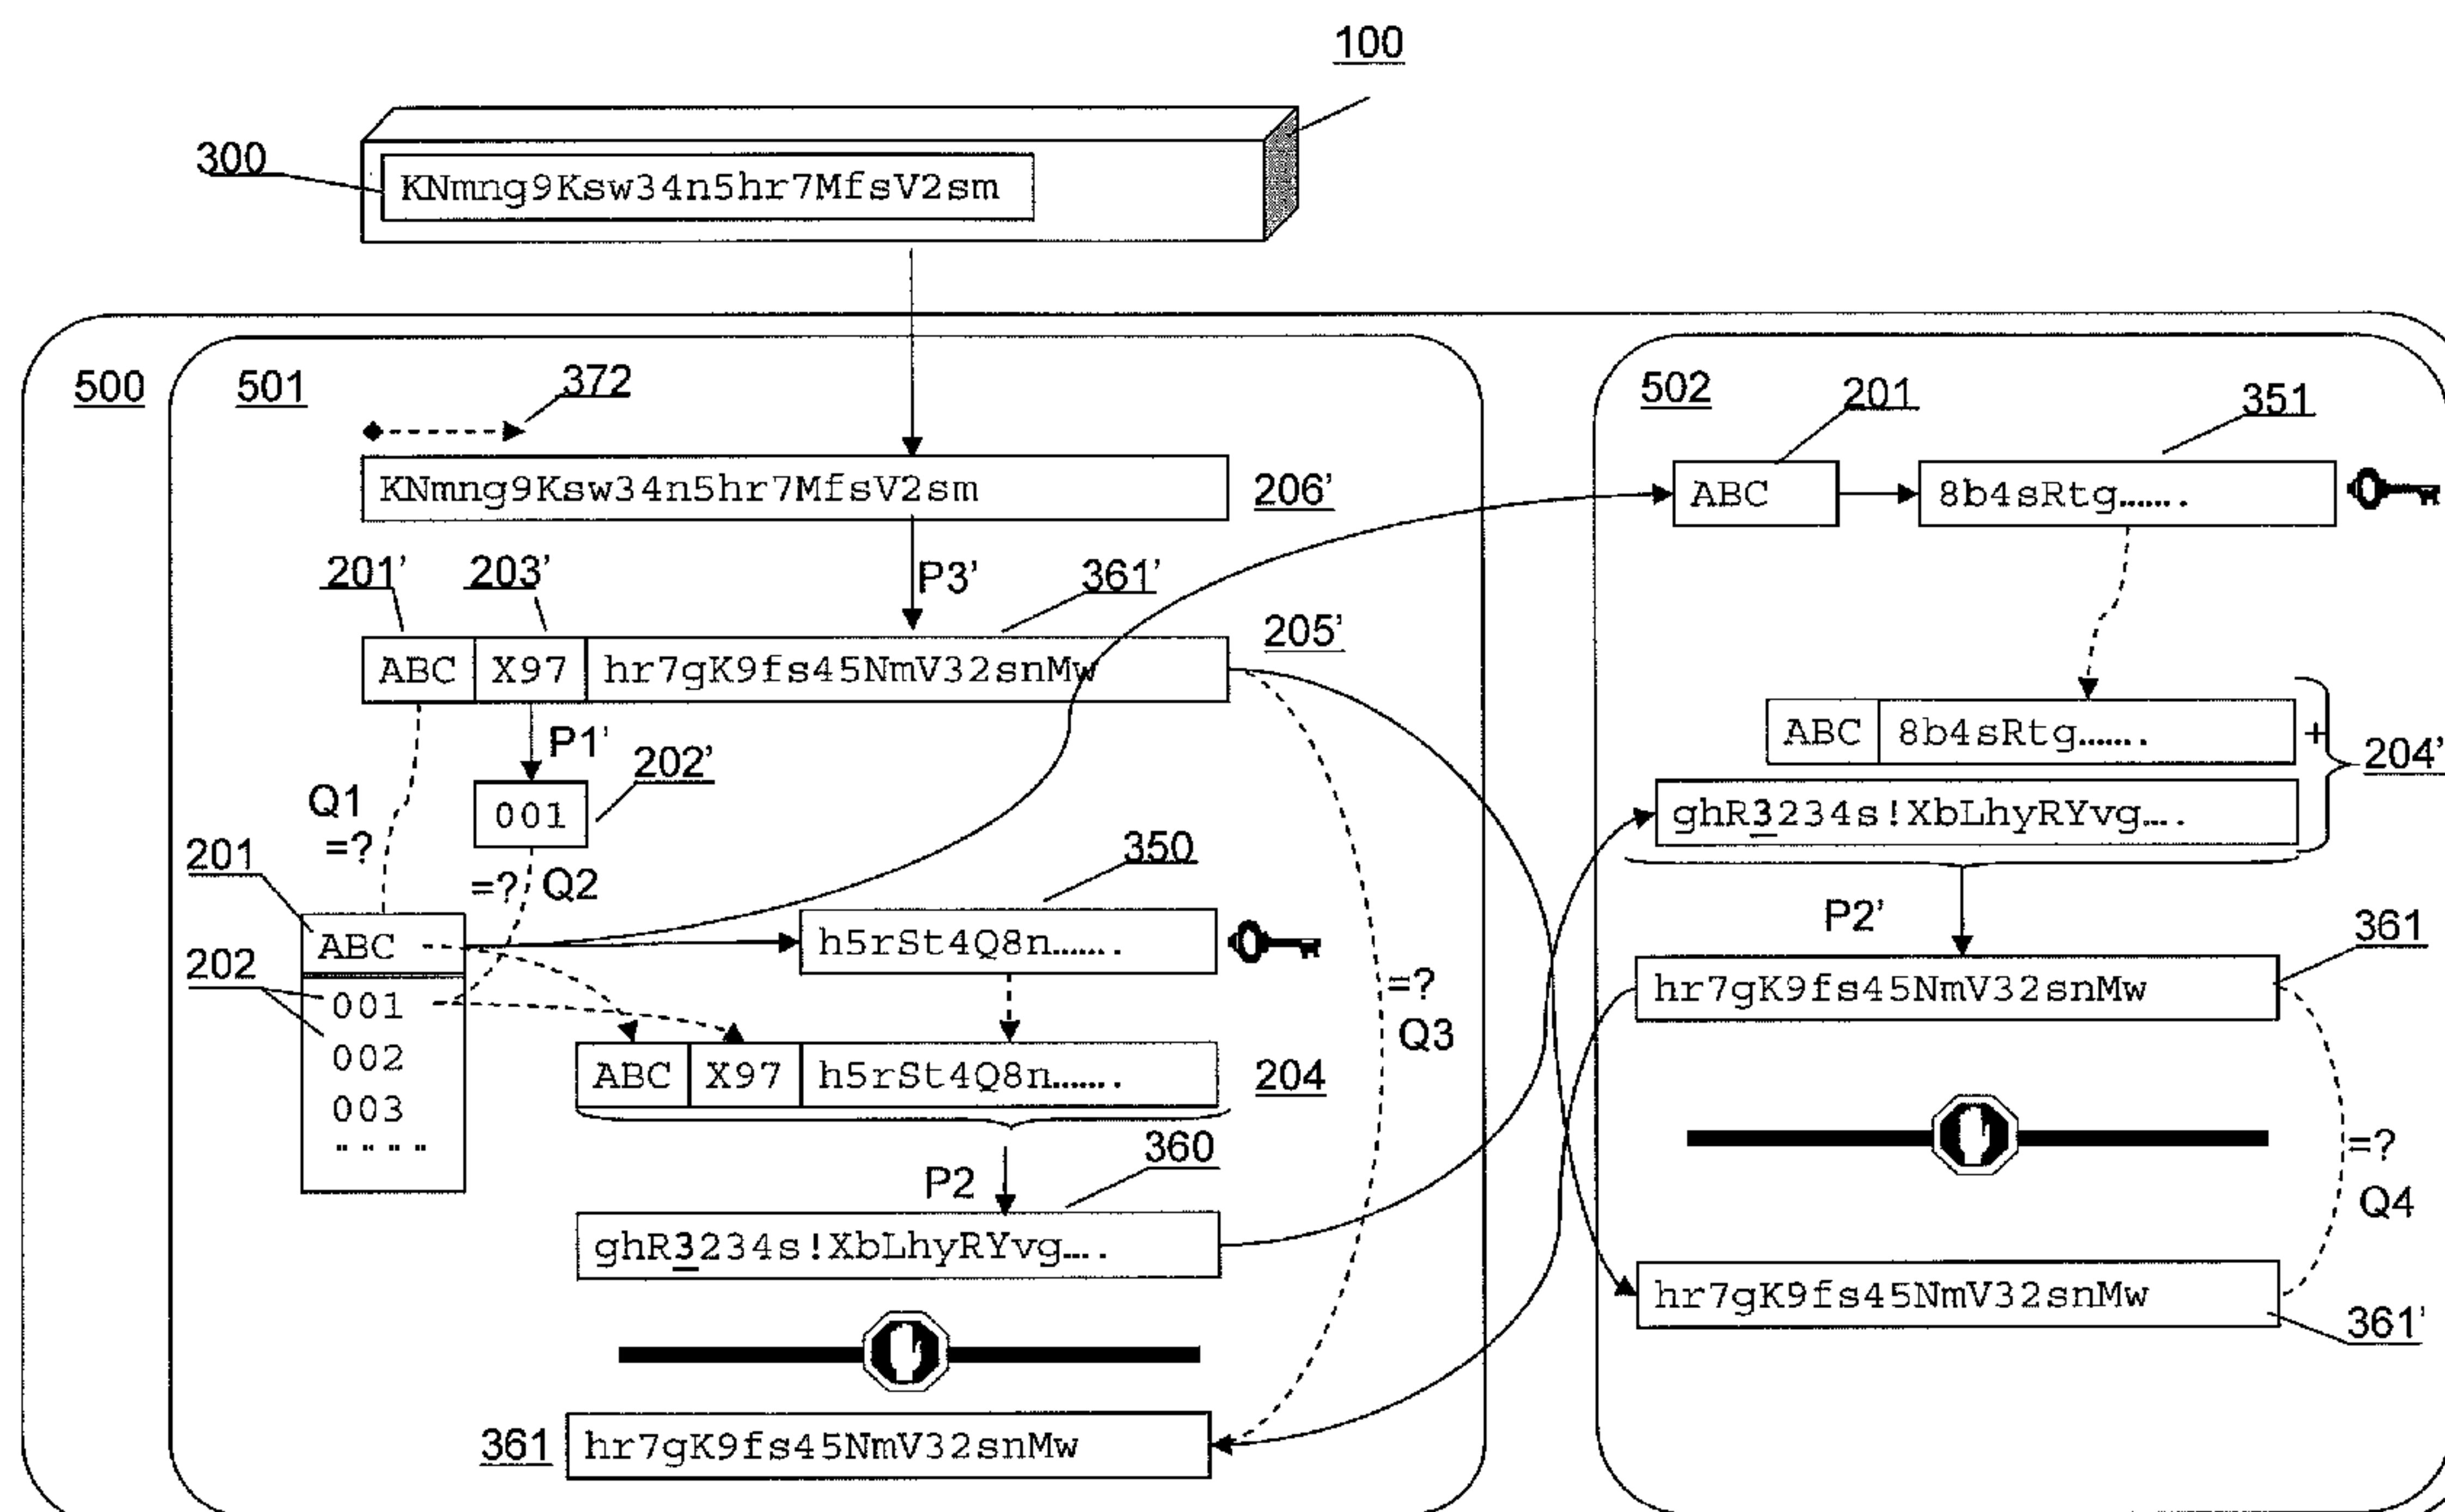 100
300
KNmng9Ksw34n5hr7MfsV2sm
500
501
372
502
201
351
KNmng9Ksw34n5hr7MfsV2sm
206'
ABC
8b4sRtg.......
201'
203'
P3'
361'
205'
ABC
X97
hr7gK9fs45NmV32snMw
P1'
202'
ABC
8b4sRtg.......
+
204'
Q1
=?
001
ghR3234s!XbLhyRYvg....
201
=?
Q2
350
P2'
ABC
h5rSt4Q8n.......
361
202
001
=?
Q3
hr7gK9fs45NmV32snMw
002
003
....
ABC
X97
h5rSt4Q8n.......
204
P2
360
=?
Q4
ghR3234s!XbLhyRYvg....
hr7gK9fs45NmV32snMw
361'
361
hr7gK9fs45NmV32snMw